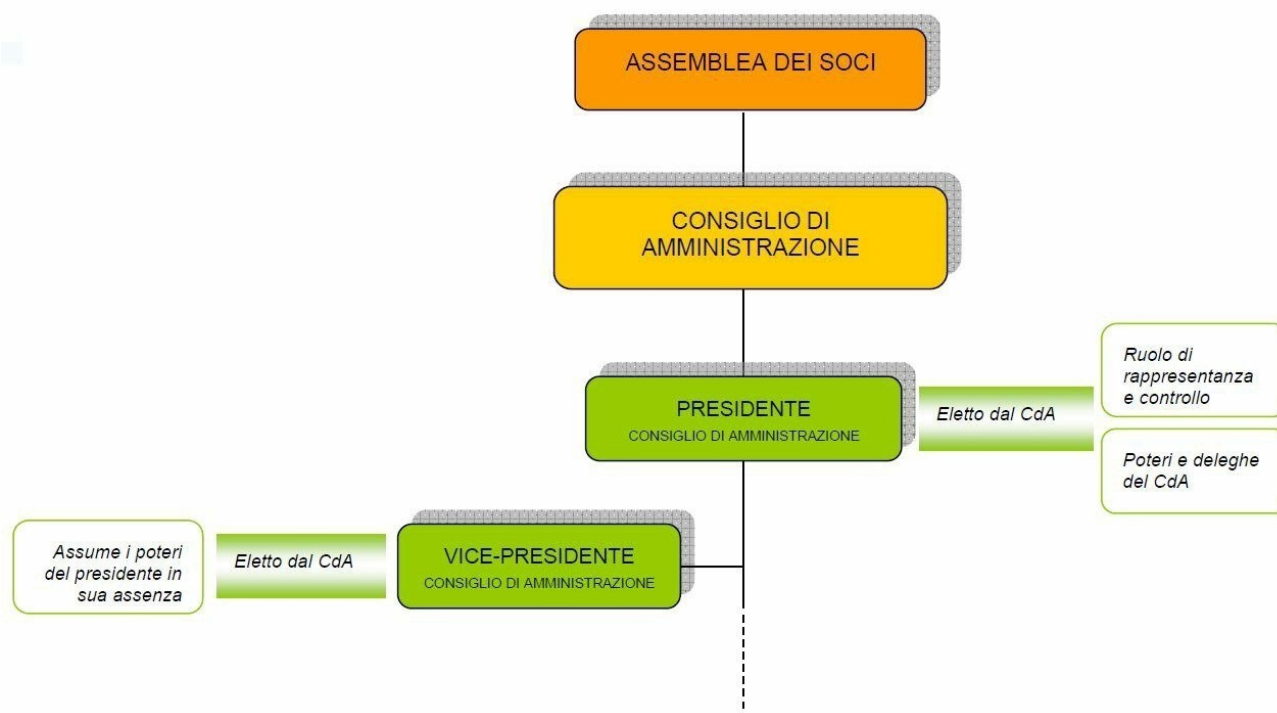 ASSEMBLEA DEI SOCI
CONSIGLIO DI
AMMINISTRAZIONE
PRESIDENTE
CONSIGLIO DI AMMINISTRAZIONE
Eletto dal CdA
Ruolo di
rappresentanza
e controllo
Poteri e deleghe
del CdA
Assume i poteri
del presidente in
sua assenza
Eletto dal CdA
VICE-PRESIDENTE
CONSIGLIO DI AMMINISTRAZIONE